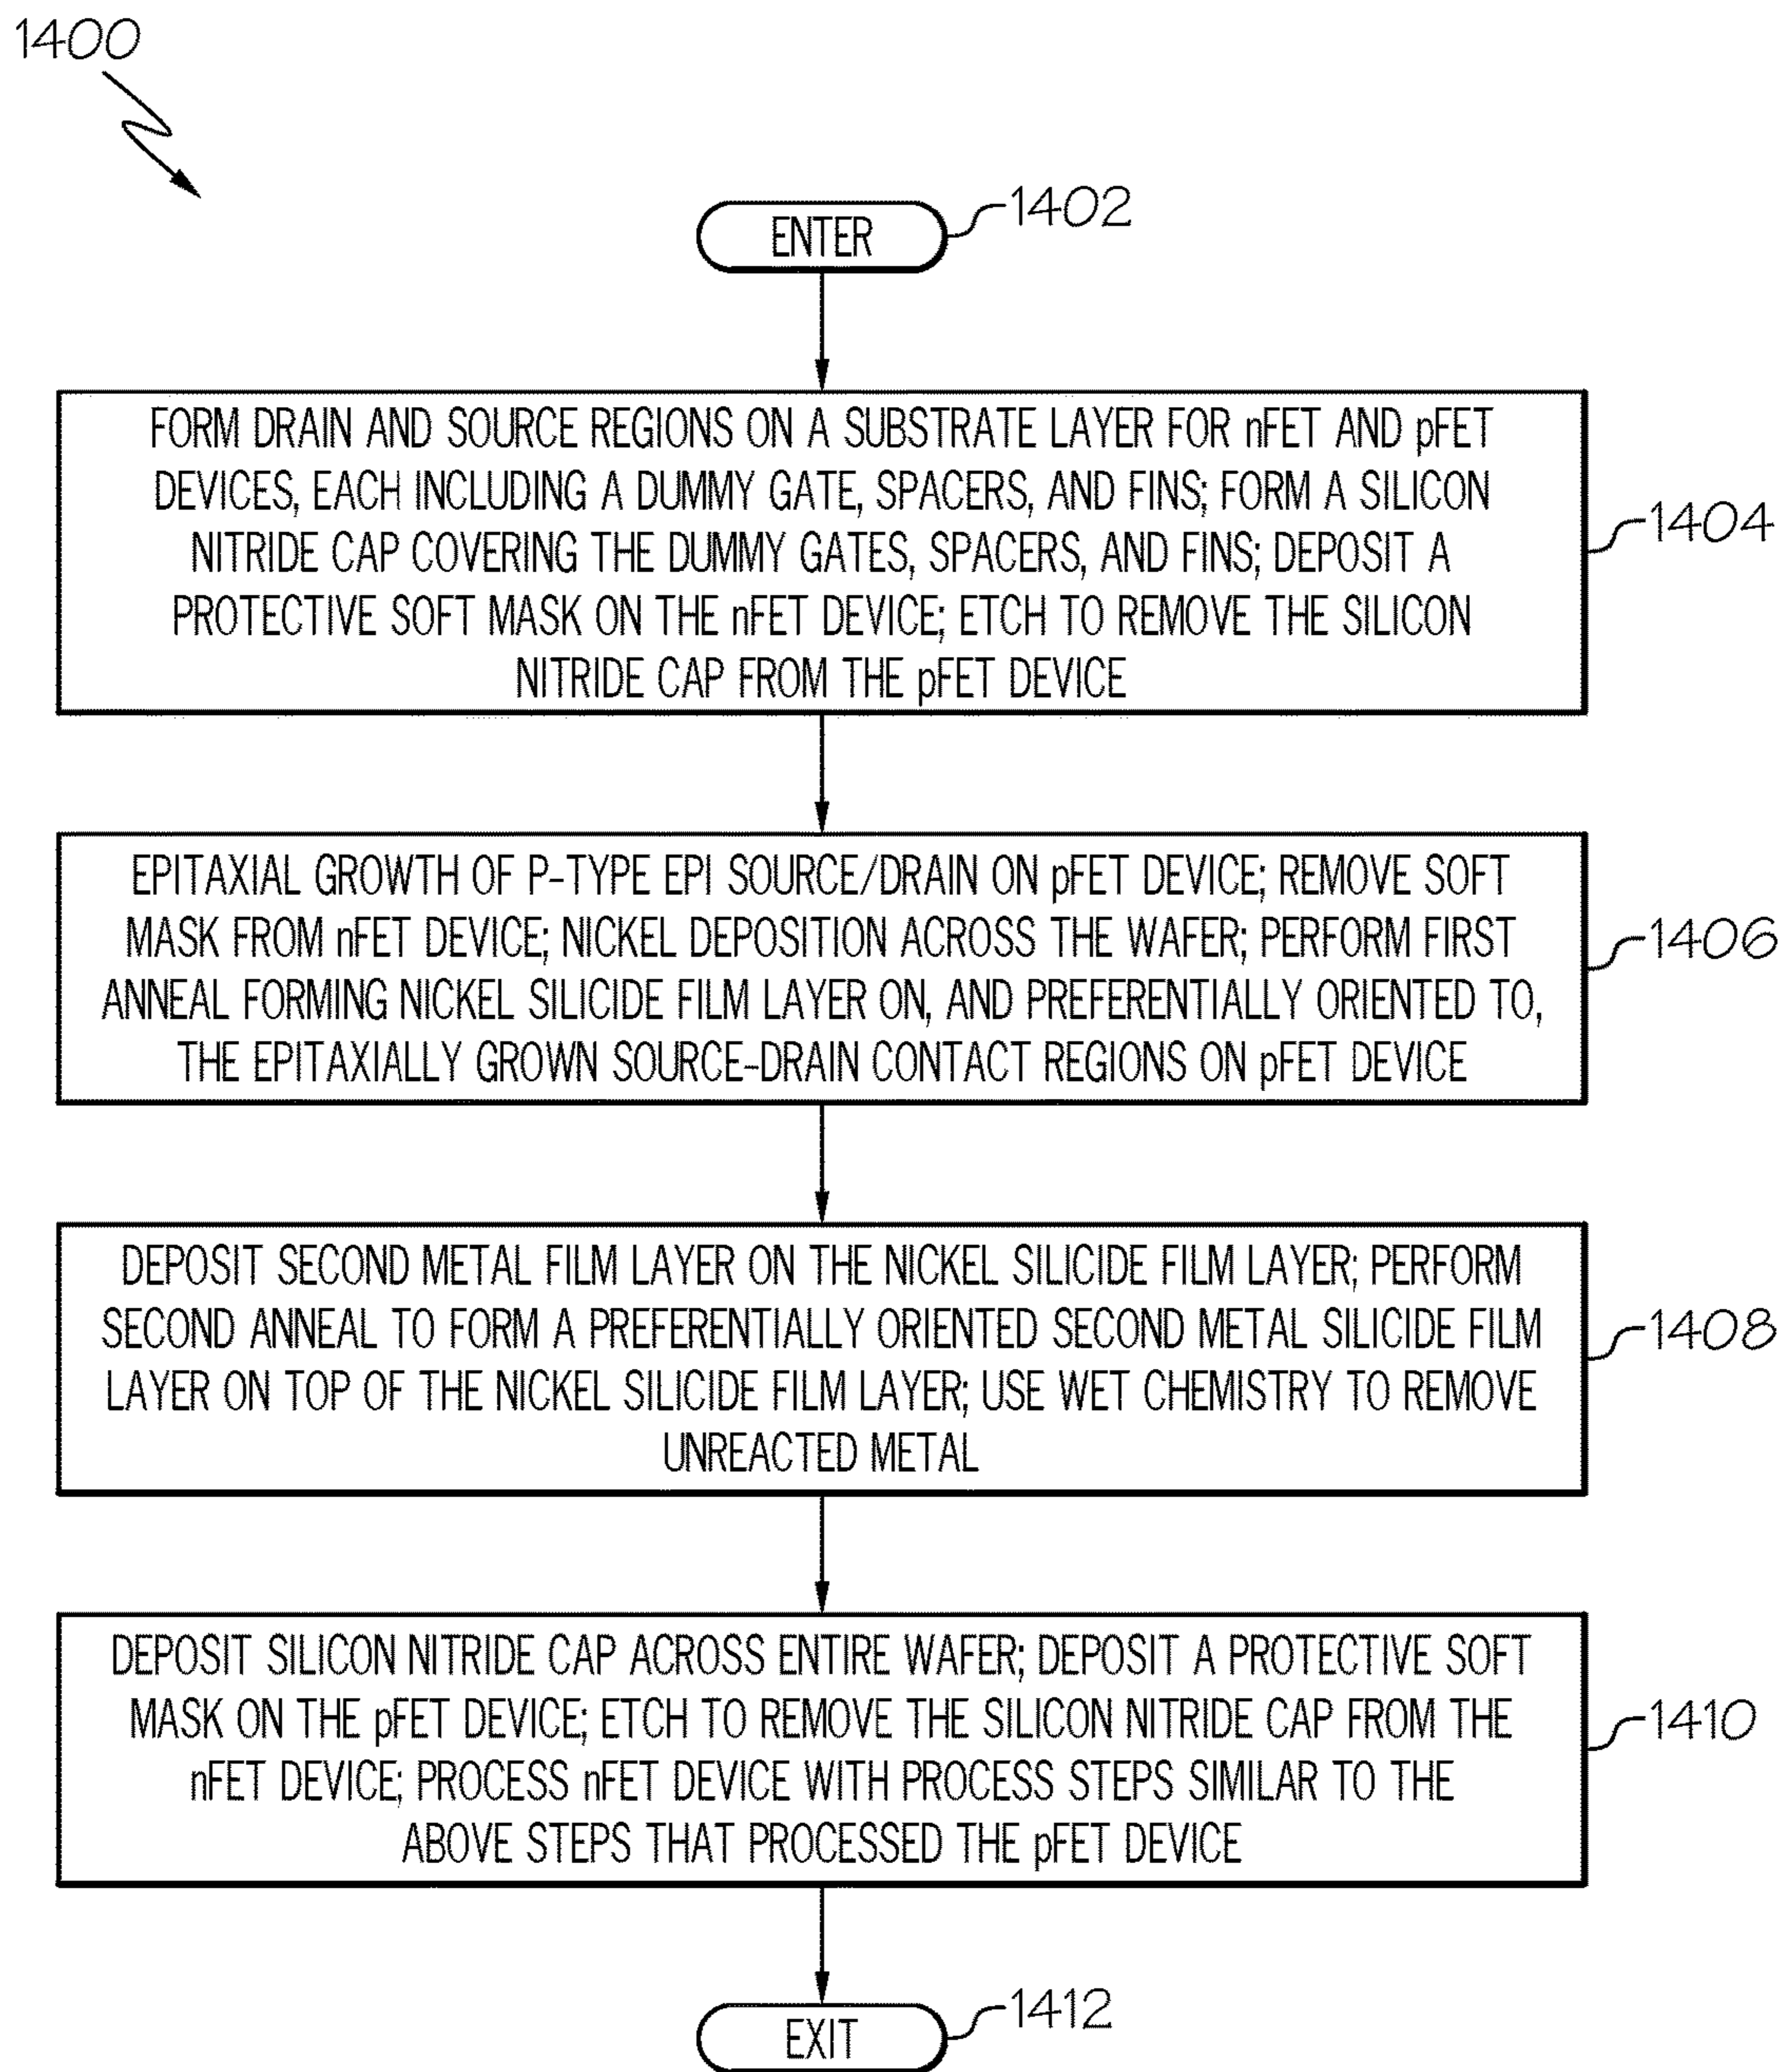 1400
ENTER
1402
FORM DRAIN AND SOURCE REGIONS ON A SUBSTRATE LAYER FOR nFET AND pFET
DEVICES, EACH INCLUDING A DUMMY GATE, SPACERS, AND FINS; FORM A SILICON
NITRIDE CAP COVERING THE DUMMY GATES, SPACERS, AND FINS; DEPOSIT A
PROTECTIVE SOFT MASK ON THE nFET DEVICE; ETCH TO REMOVE THE SILICON
NITRIDE CAP FROM THE pFET DEVICE
1404
EPITAXIAL GROWTH OF P-TYPE EPI SOURCE/DRAIN ON pFET DEVICE; REMOVE SOFT
MASK FROM nFET DEVICE; NICKEL DEPOSITION ACROSS THE WAFER; PERFORM FIRST
ANNEAL FORMING NICKEL SILICIDE FILM LAYER ON, AND PREFERENTIALLY ORIENTED TO,
THE EPITAXIALLY GROWN SOURCE-DRAIN CONTACT REGIONS ON pFET DEVICE
1406
DEPOSIT SECOND METAL FILM LAYER ON THE NICKEL SILICIDE FILM LAYER; PERFORM
SECOND ANNEAL TO FORM A PREFERENTIALLY ORIENTED SECOND METAL SILICIDE FILM
LAYER ON TOP OF THE NICKEL SILICIDE FILM LAYER; USE WET CHEMISTRY TO REMOVE
UNREACTED METAL
1408
DEPOSIT SILICON NITRIDE CAP ACROSS ENTIRE WAFER; DEPOSIT A PROTECTIVE SOFT
MASK ON THE pFET DEVICE; ETCH TO REMOVE THE SILICON NITRIDE CAP FROM THE
nFET DEVICE; PROCESS nFET DEVICE WITH PROCESS STEPS SIMILAR TO THE
ABOVE STEPS THAT PROCESSED THE pFET DEVICE
1410
EXIT
1412